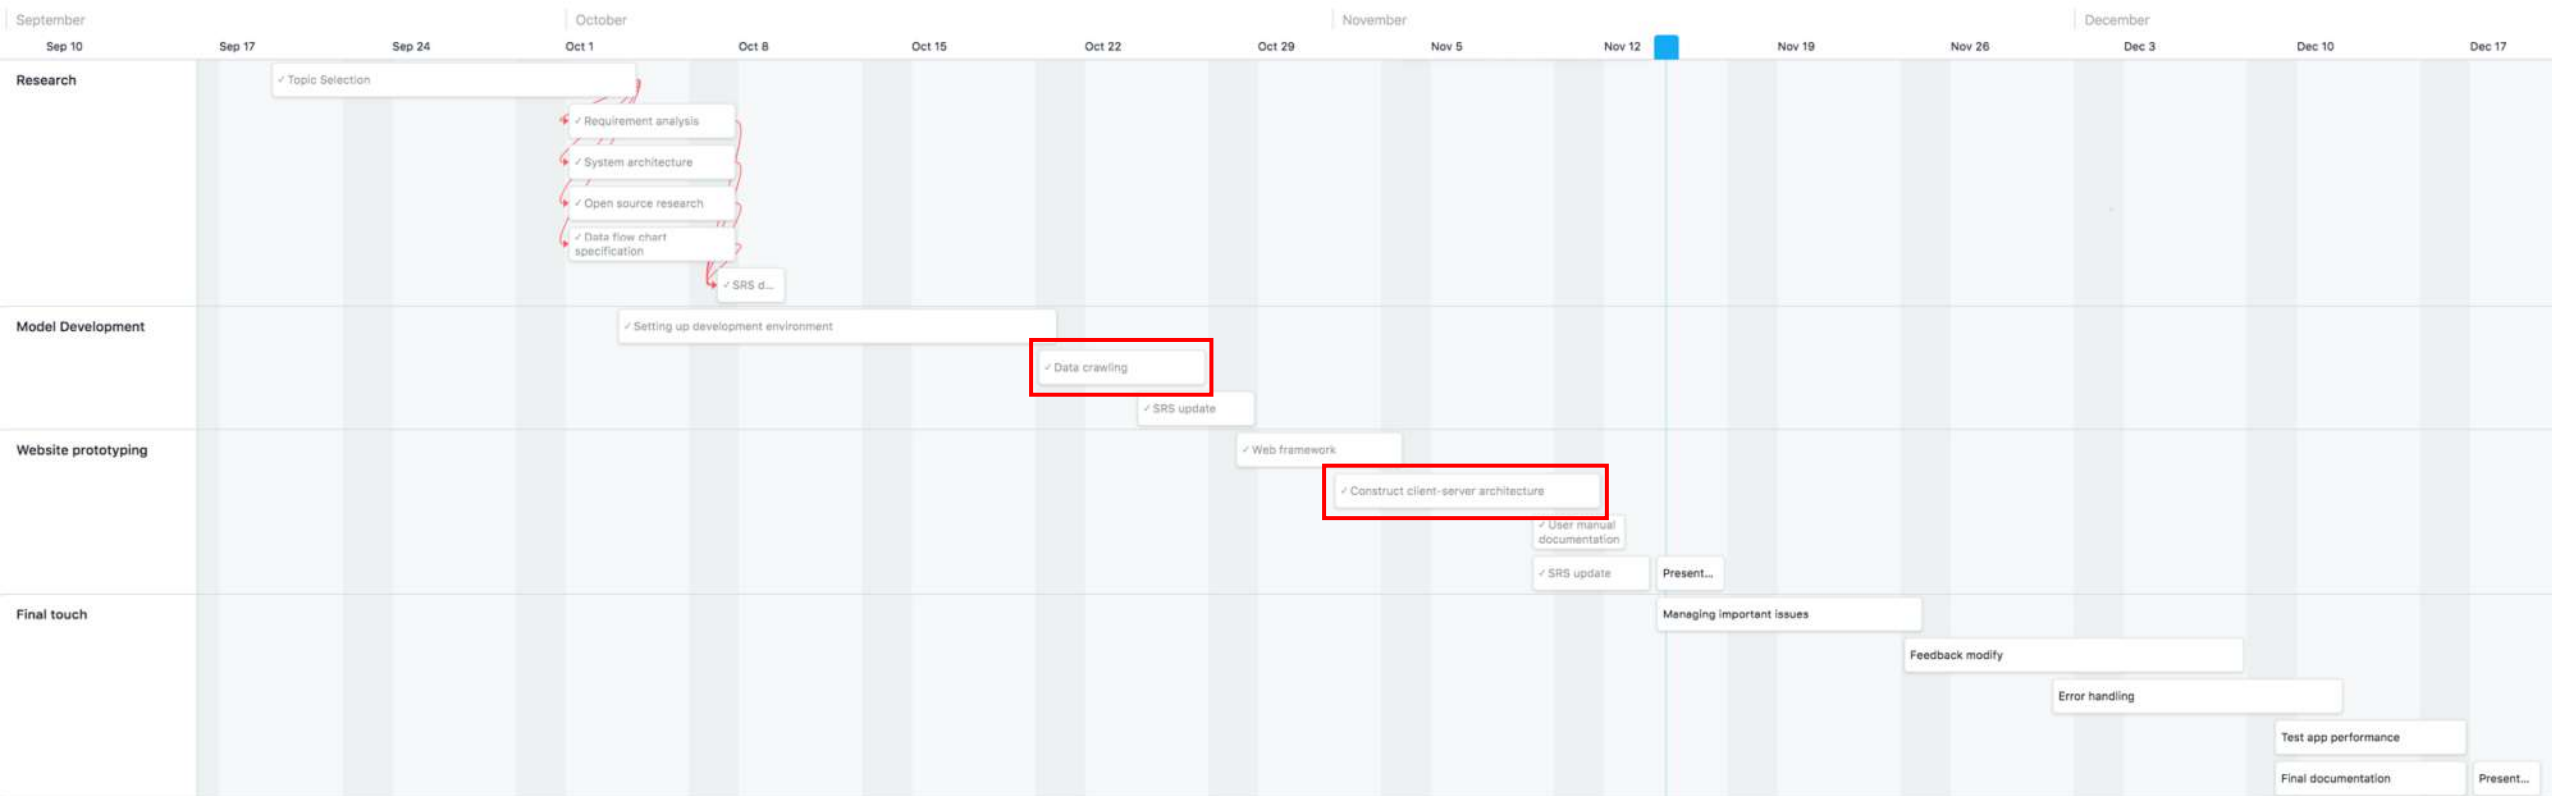 September October November December
Sep 10 Sep 17 Sep 24 Oct 1 Oct 8 Oct 15 Oct 22 Oct 29 Nov 5 Nov 12 Nov 19 Nov 26 Dec 3 Dec 10 Dec 17
Research
✓ Topic Selection
✓ Requirement analysis
✓ System architecture
✓ Open source research
✓ Data flow chart
specification
✓ SRS d...
Model Development
✓ Setting up development environment
✓ Data crawling
✓ SRS update
Website prototyping
✓ Web framework
✓ Construct client-server architecture
✓ User manual
documentation
✓ SRS update Present...
Final touch
Managing important issues
Feedback modify
Error handling
Test app performance
Final documentation Present...